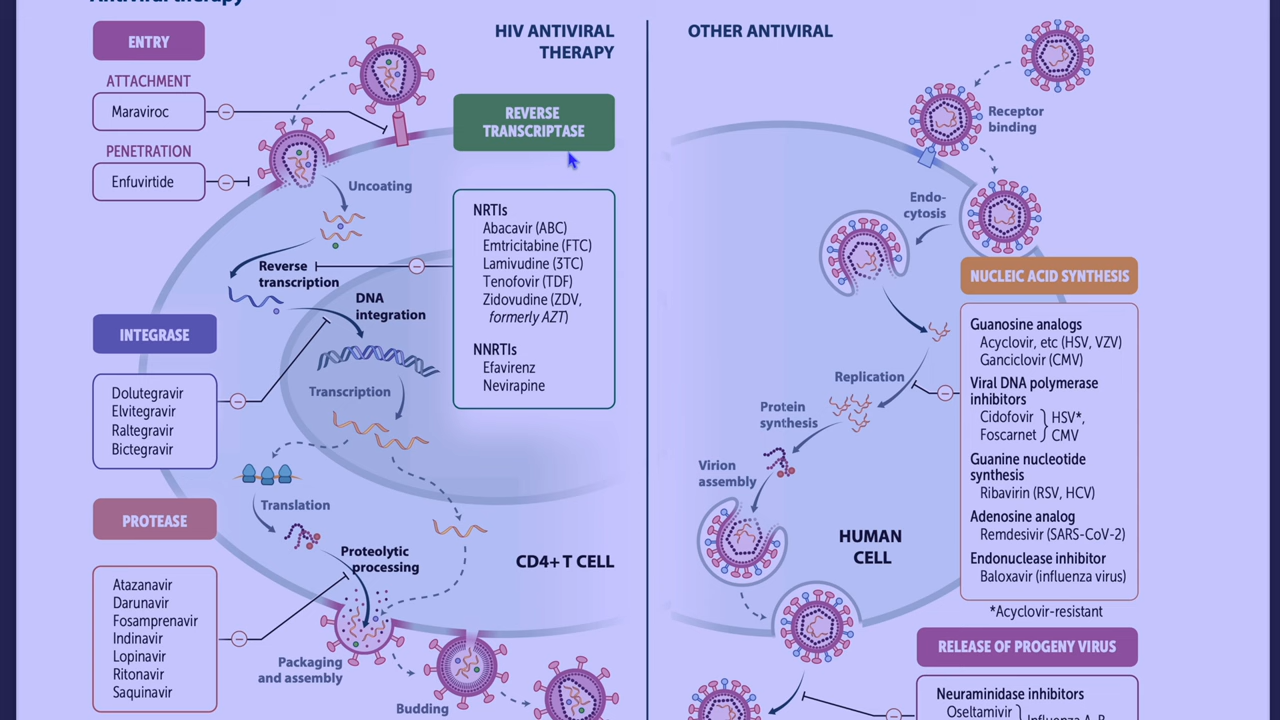 Antiviral therapy
HIV ANTIVIRAL
THERAPY
ENTRY
ATTACHMENT
Maraviroc
PENETRATION
Enfuvirtide
REVERSE
TRANSCRIPTASE
Uncoating
NRTIs
Abacavir (ABC)
Emtricitabine (FTC)
Lamivudine (3TC)
Tenofovir (TDF)
Zidovudine (ZDV,
formerly AZT)
NNRTIs
Efavirenz
Nevirapine
Reverse
transcription
DNA
integration
INTEGRASE
Dolutegravir
Elvitegravir
Raltegravir
Bictegravir
Transcription
Translation
PROTEASE
Atazanavir
Darunavir
Fosamprenavir
Indinavir
Lopinavir
Ritonavir
Saquinavir
Proteolytic
processing
CD4+ T CELL
Packaging
and assembly
Budding
OTHER ANTIVIRAL
Receptor
binding
Endo-
cytosis
NUCLEIC ACID SYNTHESIS
Guanosine analogs
Acyclovir, etc (HSV, VZV)
Ganciclovir (CMV)
Viral DNA polymerase
inhibitors
Cidofovir } HSV*,
Foscarnet } CMV
Guanine nucleotide
synthesis
Ribavirin (RSV, HCV)
Adenosine analog
Remdesivir (SARS-CoV-2)
Endonuclease inhibitor
Baloxavir (influenza virus)
*Acyclovir-resistant
Replication
Protein
synthesis
Virion
assembly
HUMAN
CELL
RELEASE OF PROGENY VIRUS
Neuraminidase inhibitors
Oseltamivir } Influenza A, B